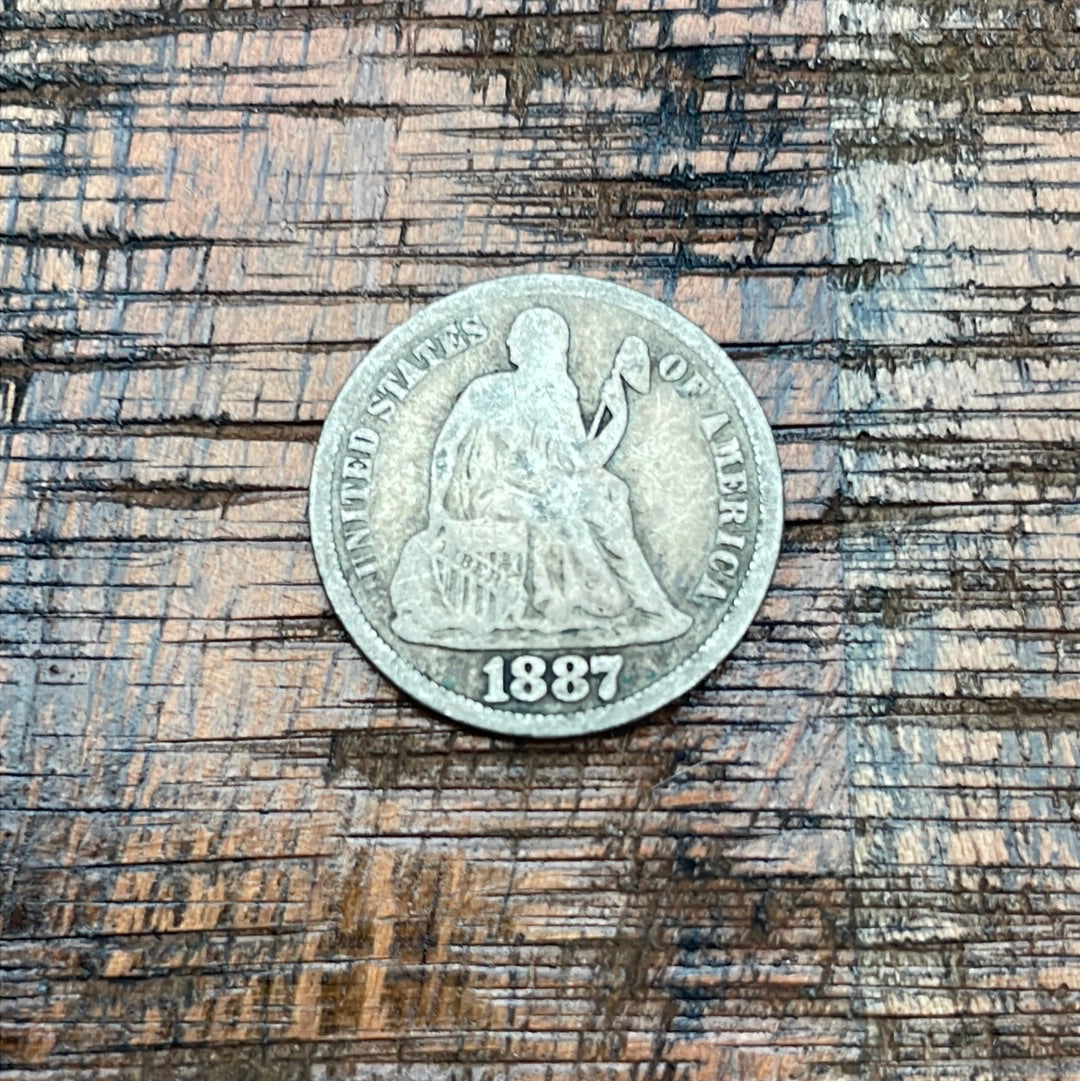 UNITED STATES OF AMERICA
1887